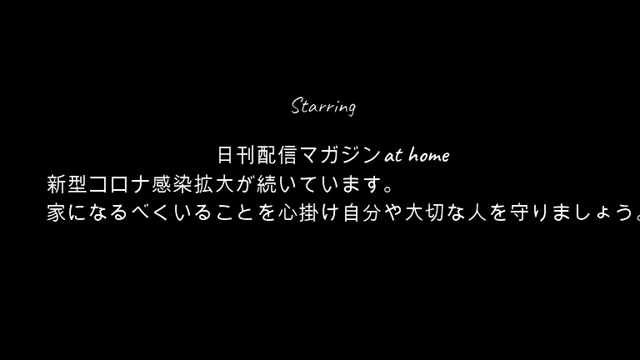 Starring
日刊配信マガジンat home
新型コロナ感染拡大が続いています。
家になるべくいることを心掛け自分や大切な人を守りましょう。